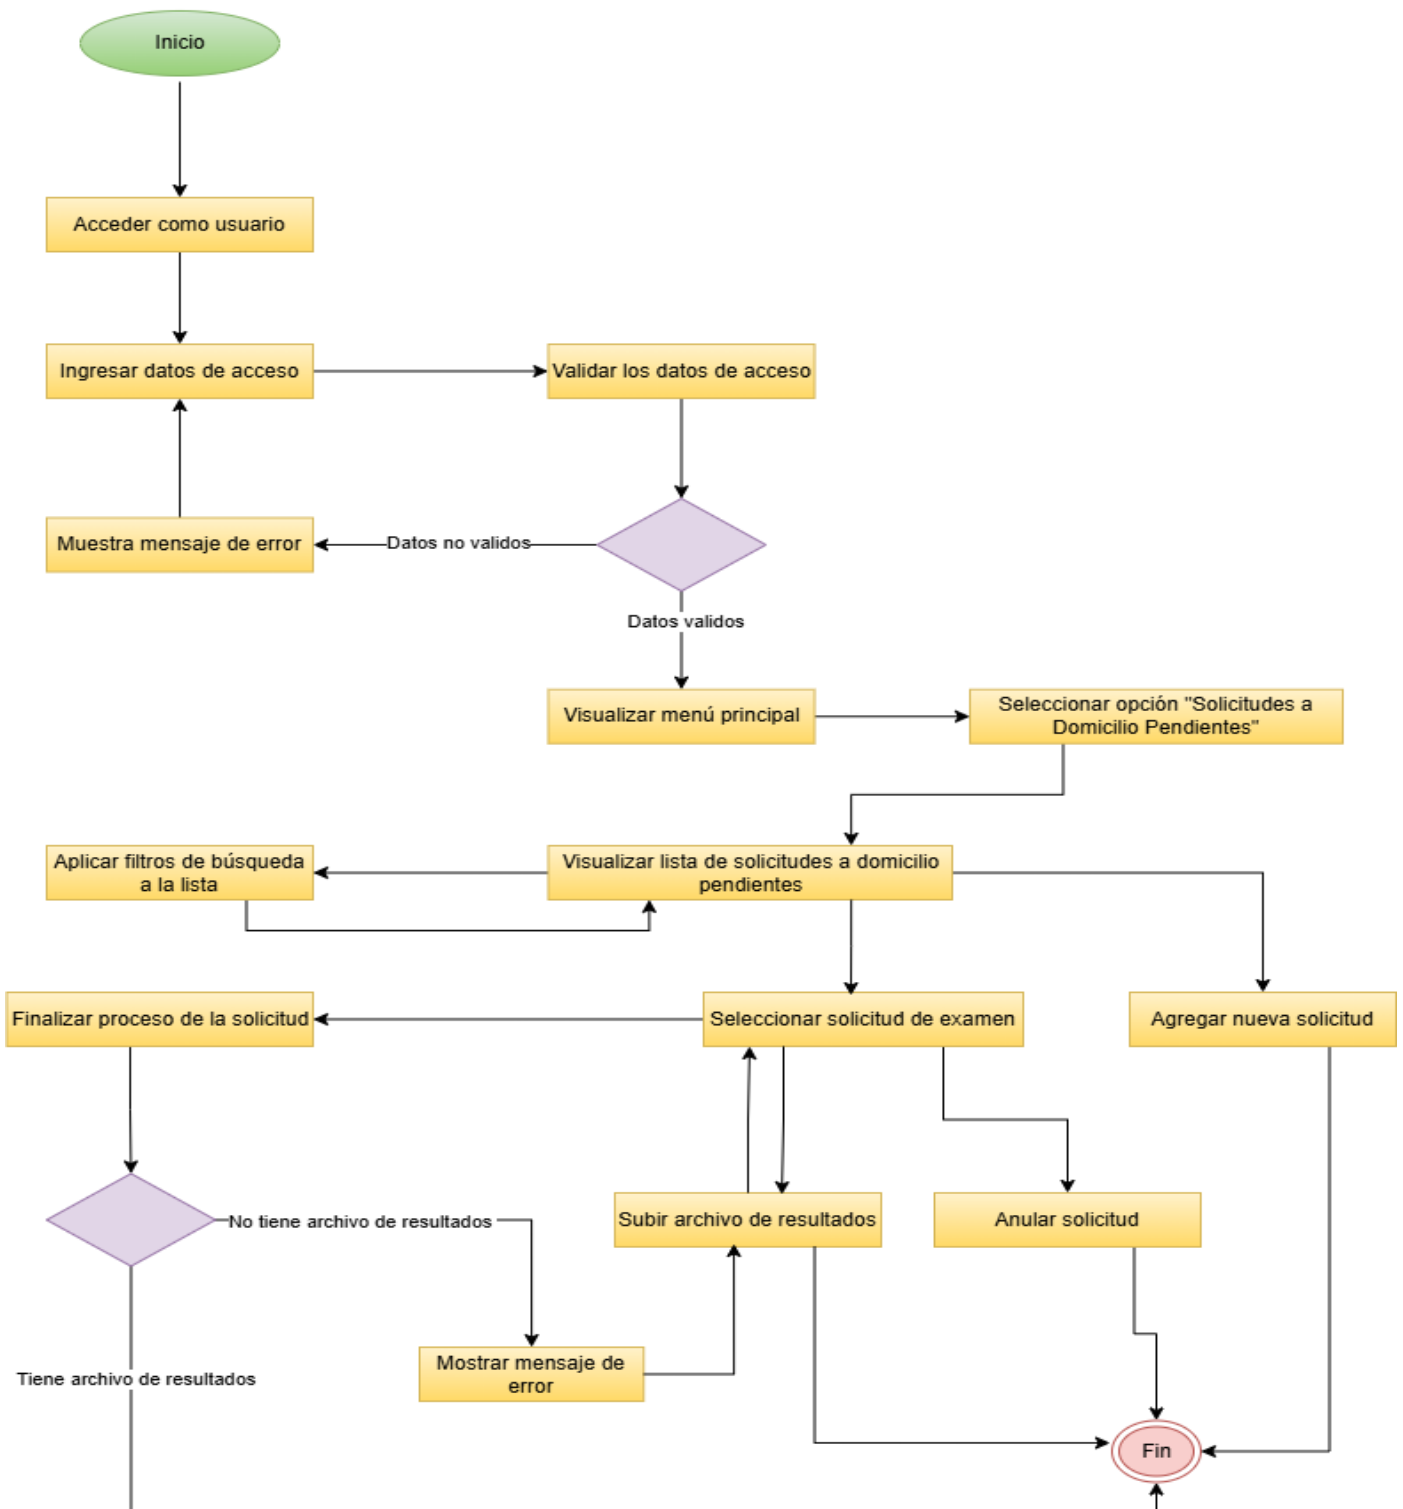 Inicio
Acceder como usuario
Ingresar datos de acceso
Validar los datos de acceso
Muestra mensaje de error
Datos no validos
Datos validos
Visualizar menú principal
Seleccionar opción "Solicitudes a
Domicilio Pendientes"
Aplicar filtros de búsqueda
a la lista
Visualizar lista de solicitudes a domicilio
pendientes
Finalizar proceso de la solicitud
Seleccionar solicitud de examen
Agregar nueva solicitud
No tiene archivo de resultados
Subir archivo de resultados
Anular solicitud
Mostrar mensaje de
error
Tiene archivo de resultados
Fin